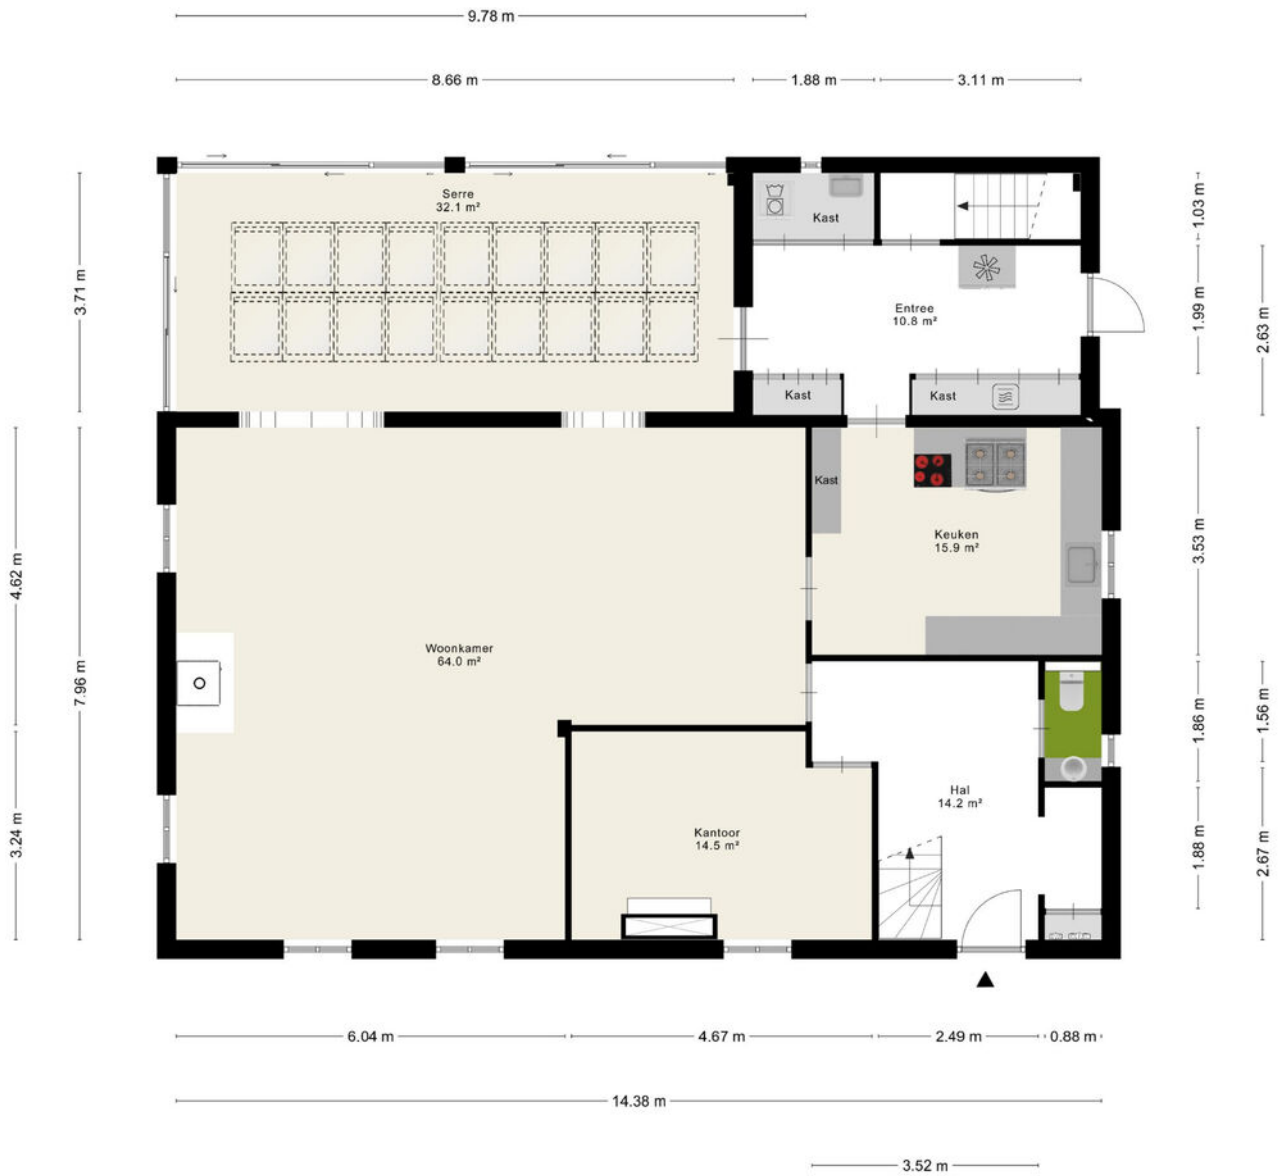 9.78 m
8.66 m
1.88 m
3.11 m
Serre
32.1 m²
Kast
1.03 m
3.71 m
Entree
10.8 m²
1.99 m
2.63 m
Kast
Kast
Kast
Keuken
15.9 m²
3.53 m
4.62 m
Woonkamer
64.0 m²
7.96 m
1.86 m
1.56 m
Hal
14.2 m²
Kantoor
14.5 m²
3.24 m
1.88 m
2.67 m
6.04 m
4.67 m
2.49 m
0.88 m
14.38 m
3.52 m